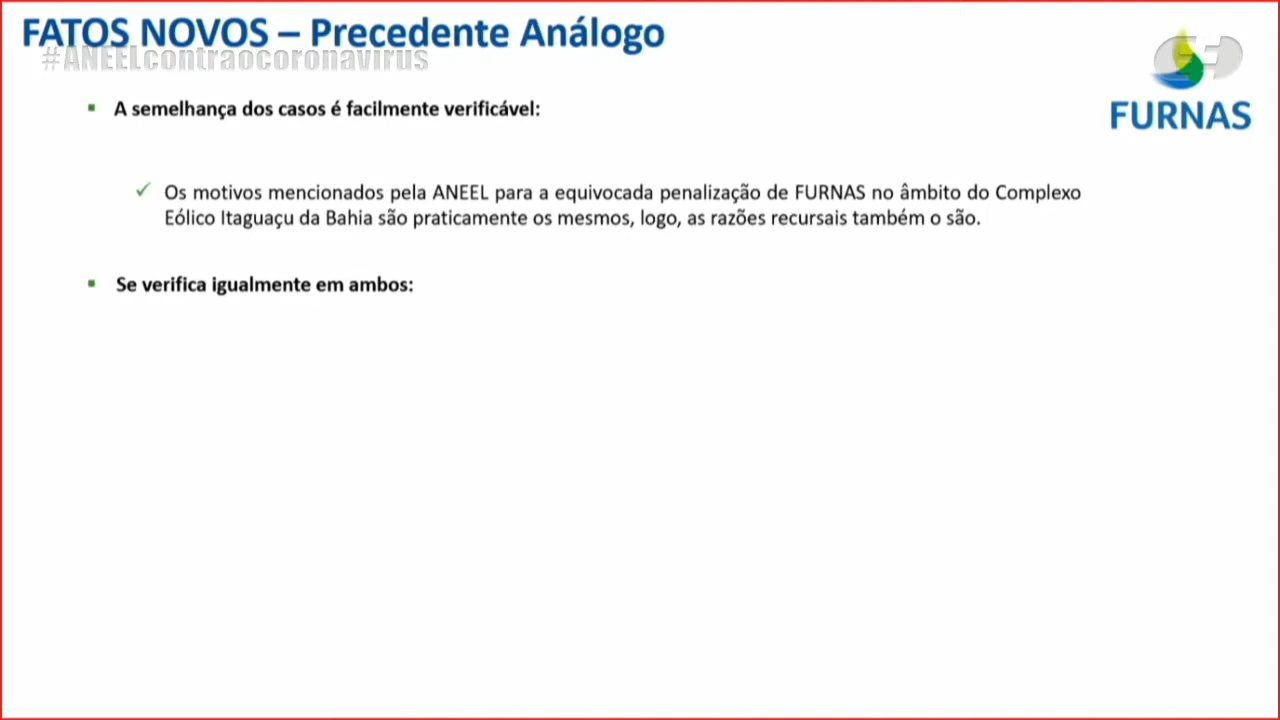 FATOS NOVOS – Precedente Análogo
#ANEELcontraocoronavirus
FURNAS
A semelhança dos casos é facilmente verificável:
Os motivos mencionados pela ANEEL para a equivocada penalização de FURNAS no âmbito do Complexo
Eólico Itaguaçu da Bahia são praticamente os mesmos, logo, as razões recursais também o são.
Se verifica igualmente em ambos: